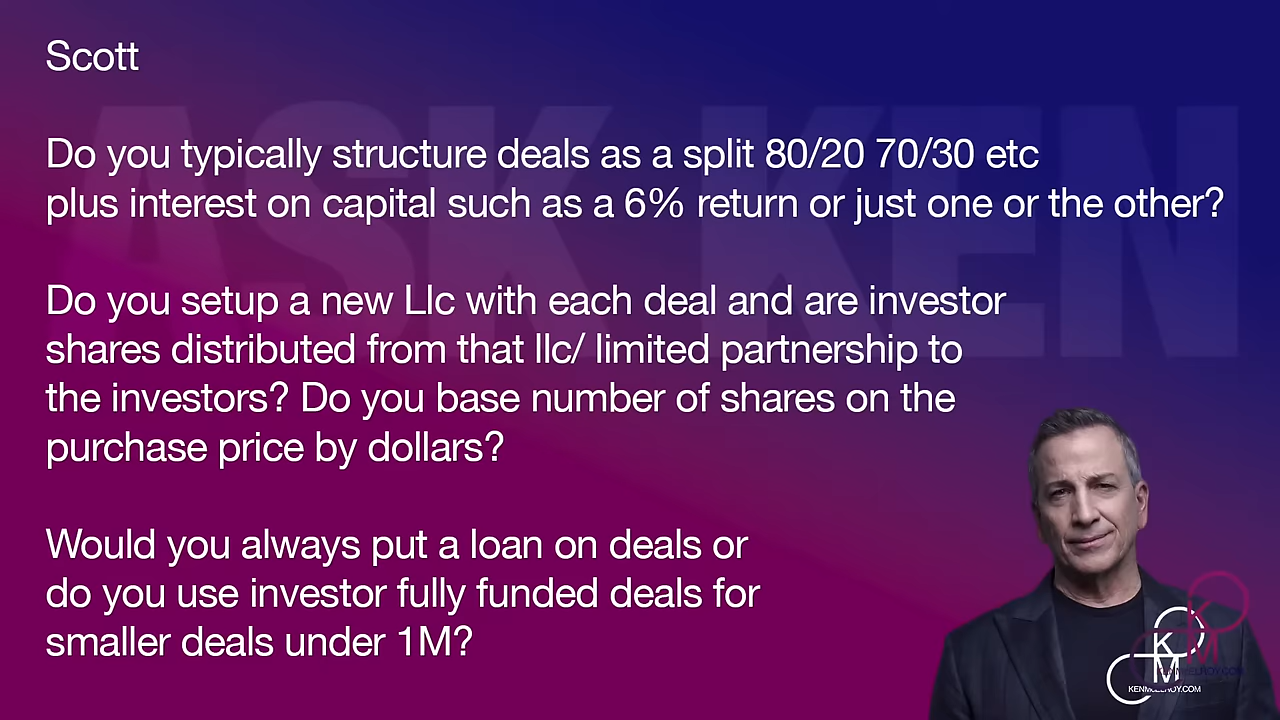 Scott
ASK KEN
Do you typically structure deals as a split 80/20 70/30 etc
plus interest on capital such as a 6% return or just one or the other?
Do you setup a new Llc with each deal and are investor
shares distributed from that llc/ limited partnership to
the investors? Do you base number of shares on the
purchase price by dollars?
Would you always put a loan on deals or
do you use investor fully funded deals for
smaller deals under 1M?
K
M
KENMCELROY.COM
K
M
KENMCELROY.COM